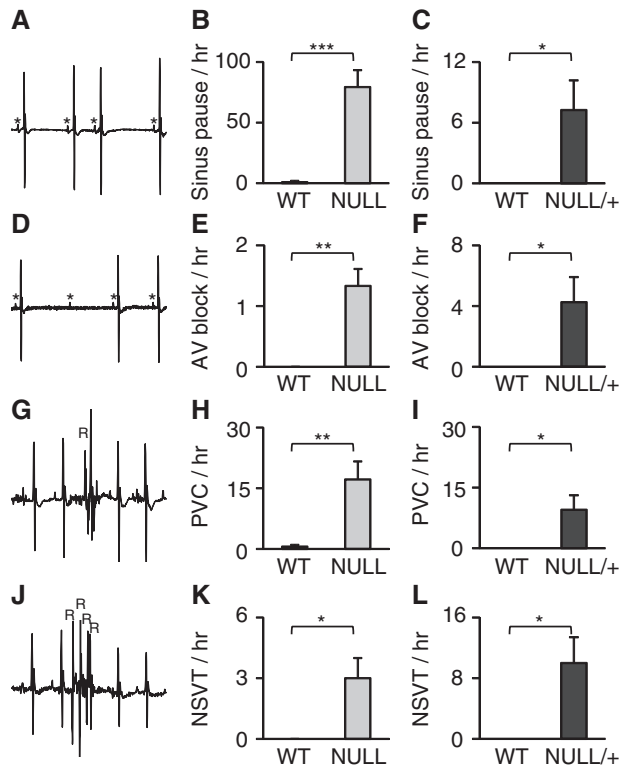 A
* * * *
B
Sinus pause / hr
100
50
0
***
WT NULL
C
Sinus pause / hr
12
6
0
*
WT NULL/+
D
* * * *
E
AV block / hr
2
1
0
**
WT NULL
F
AV block / hr
8
4
0
*
WT NULL/+
G
R
H
PVC / hr
30
15
0
**
WT NULL
I
PVC / hr
30
15
0
*
WT NULL/+
J
R R R R
K
NSVT / hr
6
3
0
*
WT NULL
L
NSVT / hr
16
8
0
*
WT NULL/+